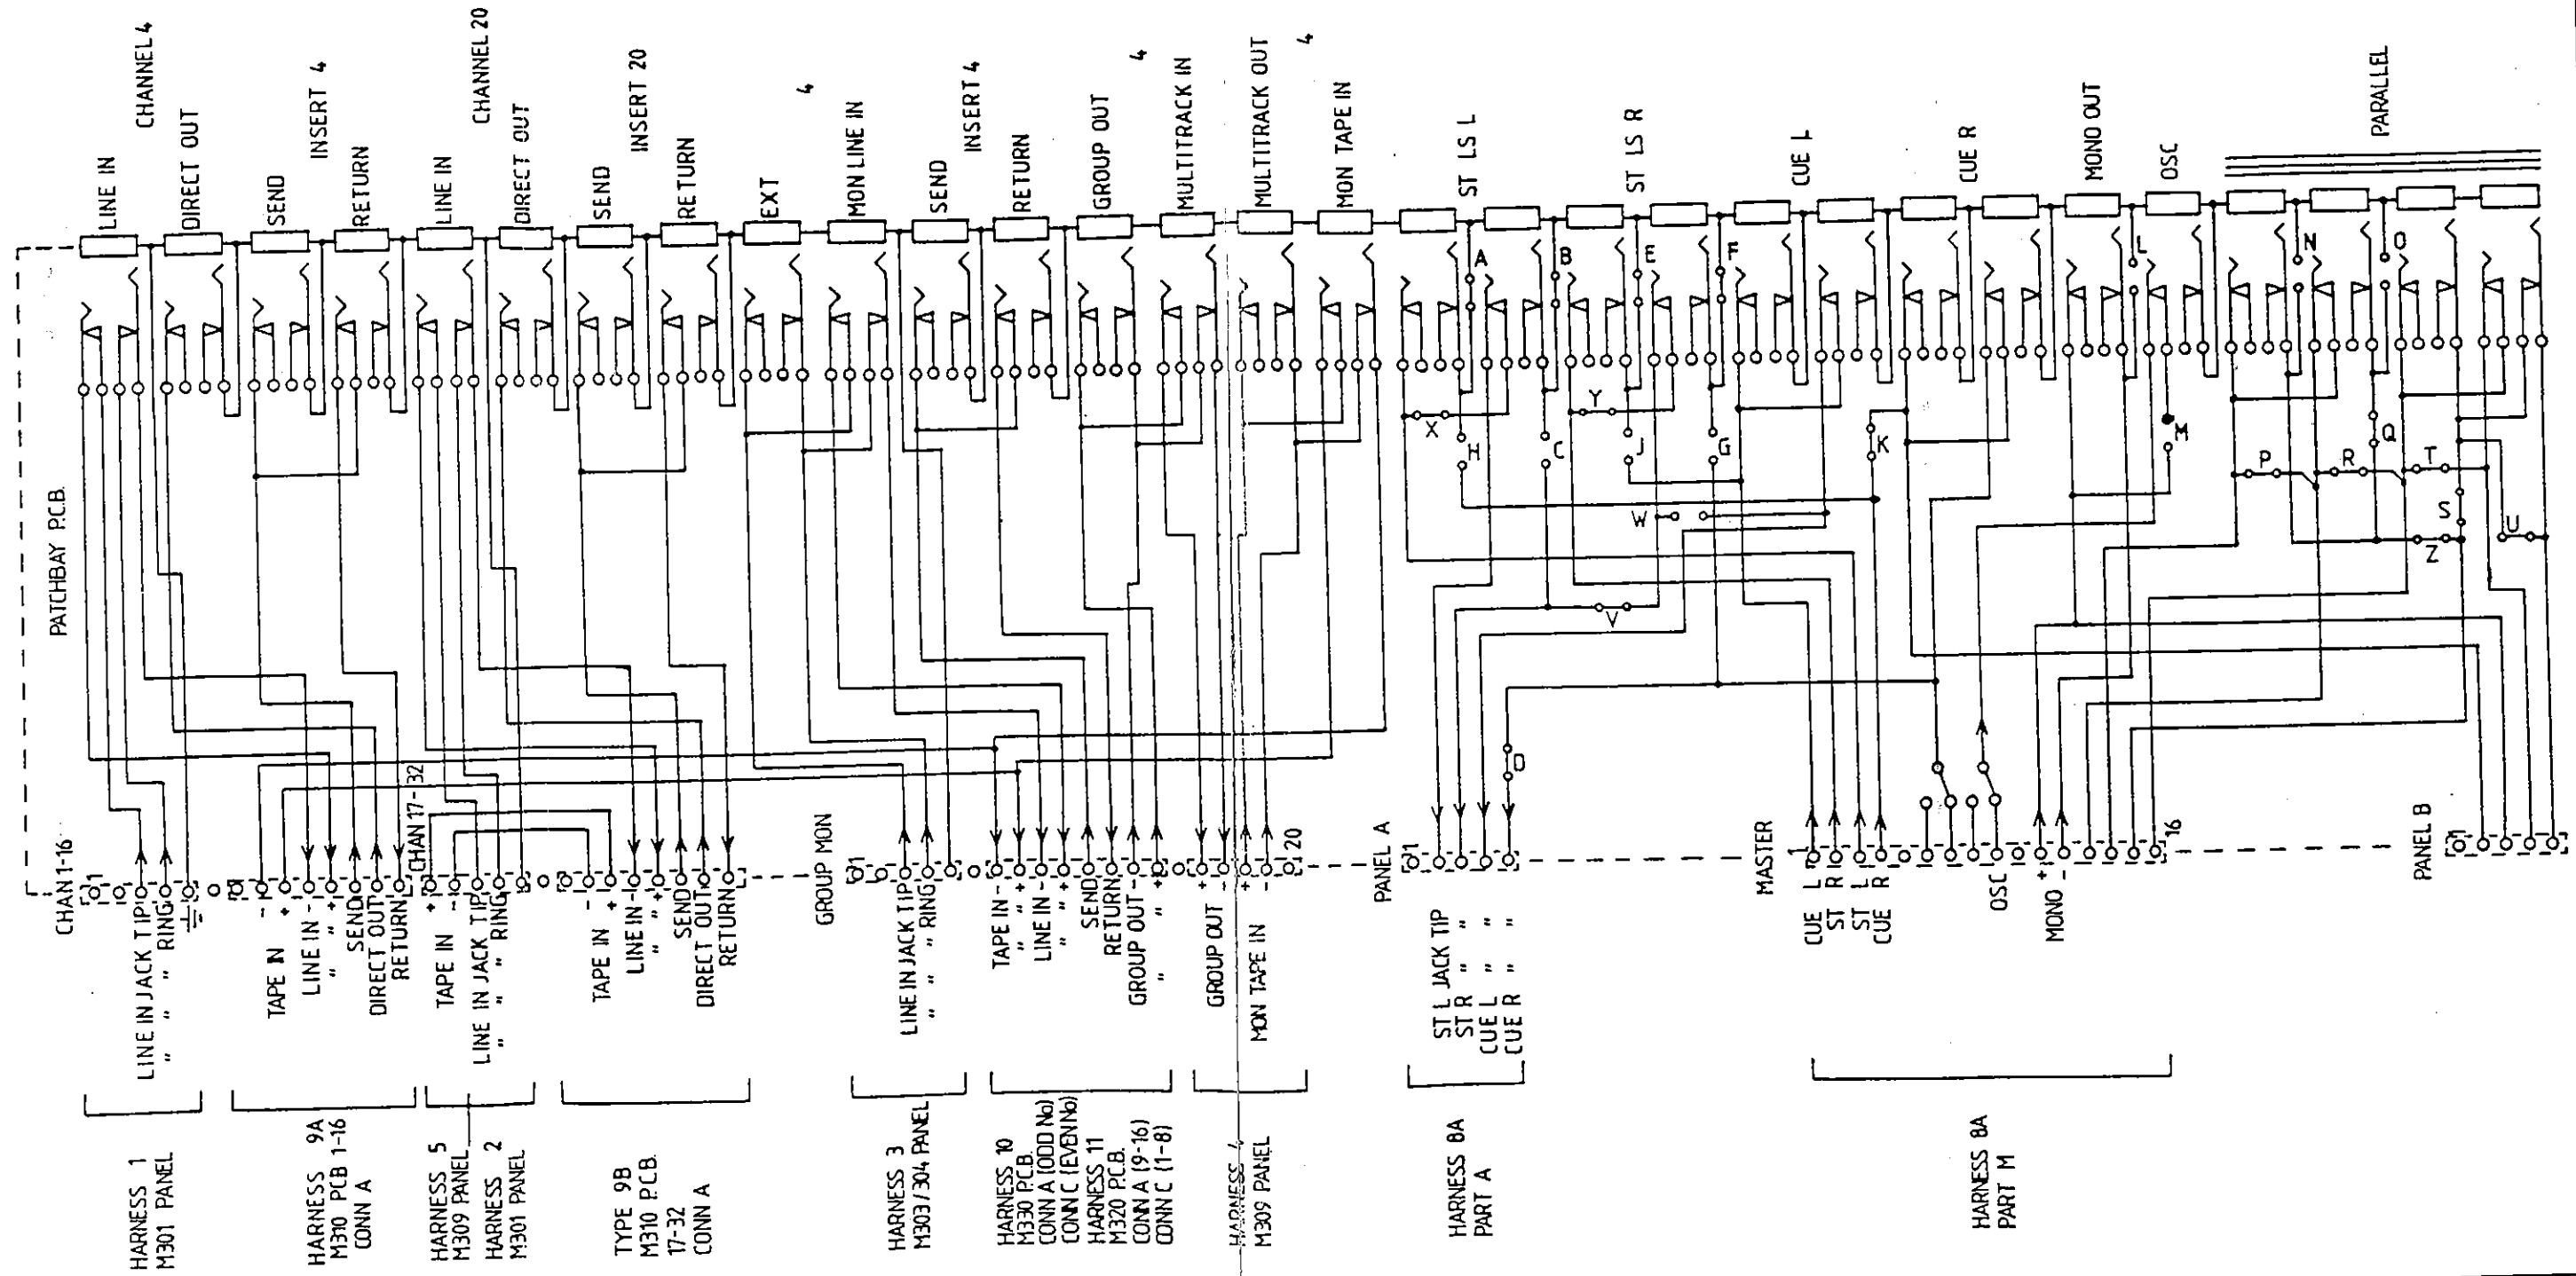 LINE IN
CHANNEL 4
DIRECT OUT
SEND
INSERT 4
RETURN
LINE IN
CHANNEL 20
DIRECT OUT
SEND
INSERT 20
RETURN
EXT
4
MON LINE IN
SEND
INSERT 4
RETURN
GROUP OUT
4
MULTITRACK IN
MULTITRACK OUT
4
MON TAPE IN
ST LS L
ST LS R
CUE L
CUE R
MONO OUT
OSC
PARALLEL
PATCHBAY P.C.B.
A
B
E
F
L
N
O
X
H
C
Y
J
G
K
M
P
R
Q
T
S
U
Z
W
V
D
CHAN 1-16
1
LINE IN JACK TIP
" " " RING
-
TAPE IN +
LINE IN -
" " +
SEND
DIRECT OUT
RETURN
CHAN 17-32
+
TAPE IN -
LINE IN JACK TIP
" " " RING
-
TAPE IN +
LINE IN -
" " +
SEND
DIRECT OUT
RETURN
GROUP MON
1
LINE IN JACK TIP
" " " RING
TAPE IN -
" " +
LINE IN -
" " +
SEND
RETURN
GROUP OUT -
" " +
GROUP OUT +
-
MON TAPE IN +
-
20
PANEL A
1
ST L JACK TIP
ST R " "
CUE L " "
CUE R " "
MASTER
1
CUE L
ST R
ST L
CUE R
OSC
MONO +
-
16
PANEL B
1
HARNESS 1
M301 PANEL
HARNESS 9A
M310 PCB 1-16
CONN A
HARNESS 5
M309 PANEL
HARNESS 2
M301 PANEL
TYPE 9B
M310 P.C.B.
17-32
CONN A
HARNESS 3
M303/304 PANEL
HARNESS 10
M330 P.C.B.
CONN A (ODD No)
CONN C (EVEN No)
HARNESS 11
M320 P.C.B.
CONN A (9-16)
CONN C (1-8)
HARNESS 4
M309 PANEL
HARNESS 8A
PART A
HARNESS 8A
PART M